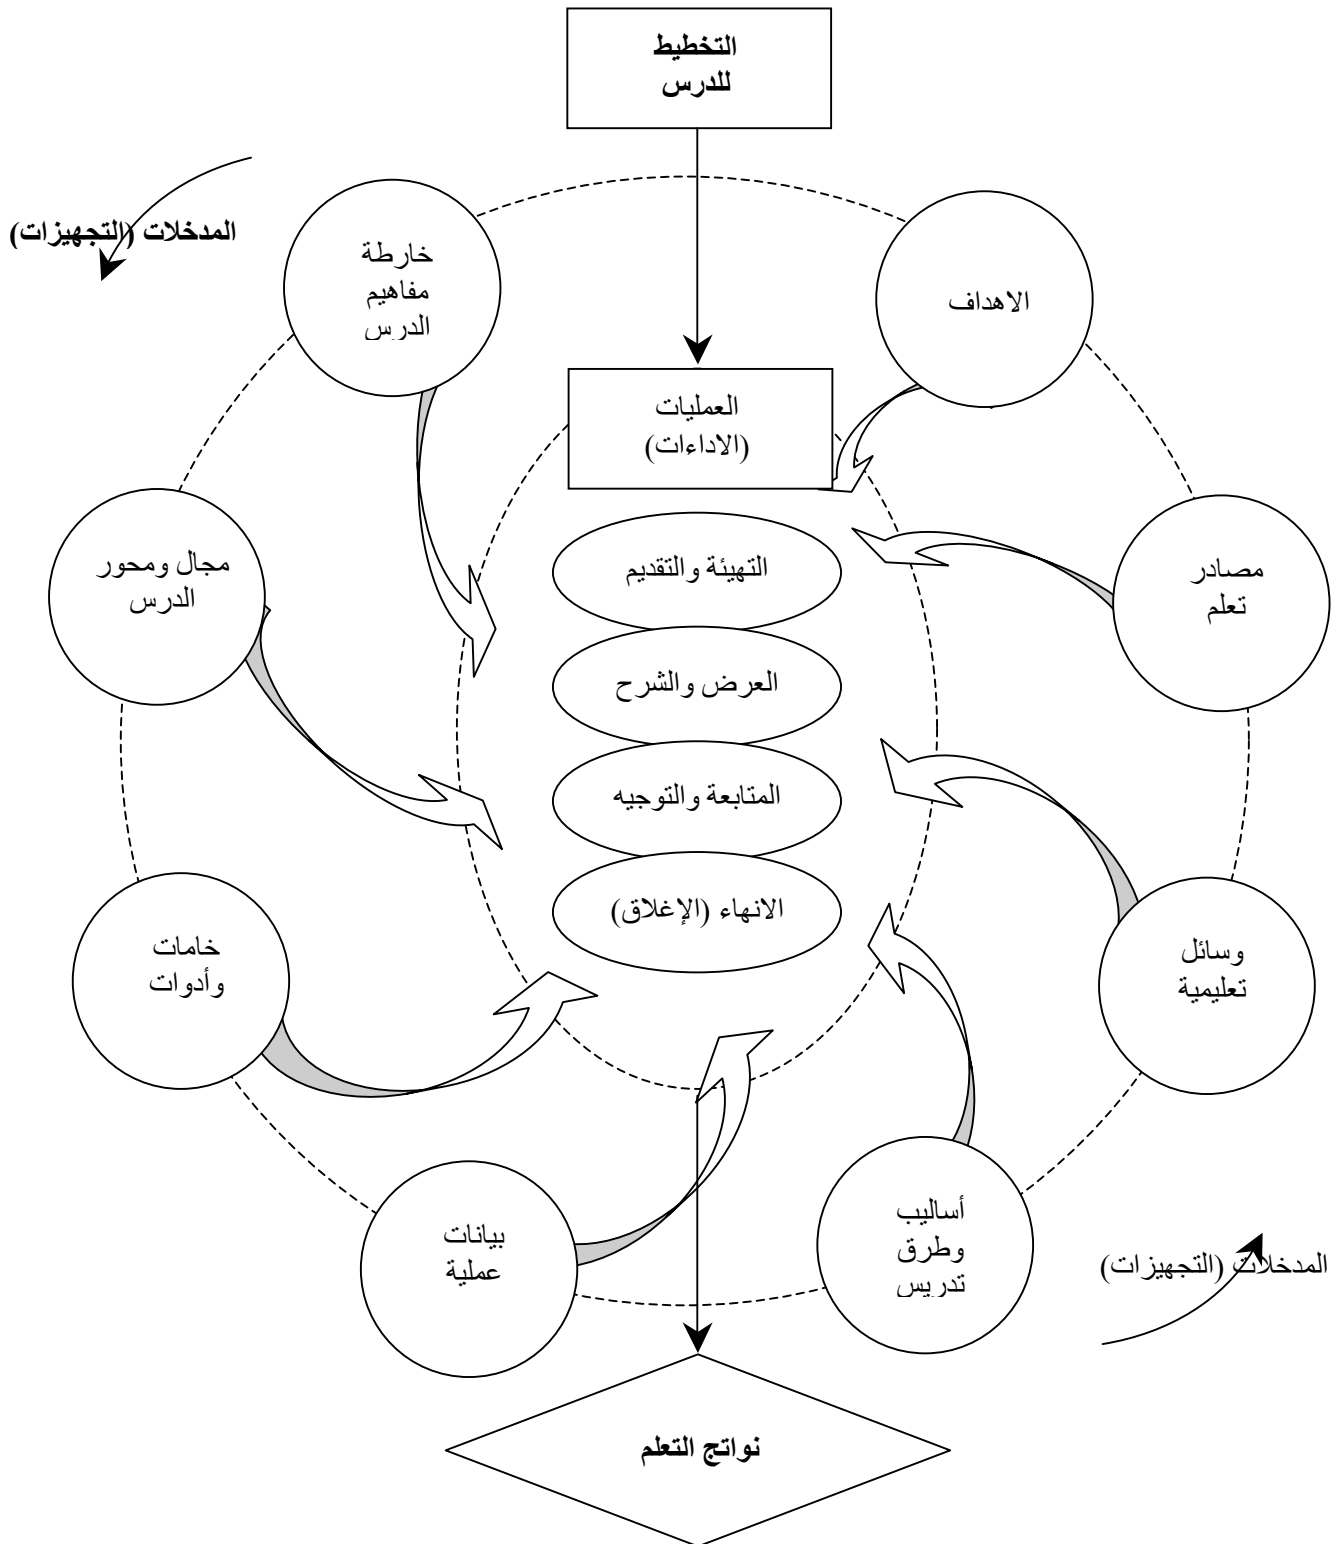 التخطيط
للدرس
المدخلات (التجهيزات)
خارطة
مفاهيم
الدرس
الاهداف
العمليات
(الاداءات)
مجال ومحور
الدرس
التهيئة والتقديم
مصادر
تعلم
العرض والشرح
المتابعة والتوجيه
الانهاء (الإغلاق)
خامات
وأدوات
وسائل
تعليمية
بيانات
عملية
أساليب
وطرق
تدريس
المدخلات (التجهيزات)
نواتج التعلم